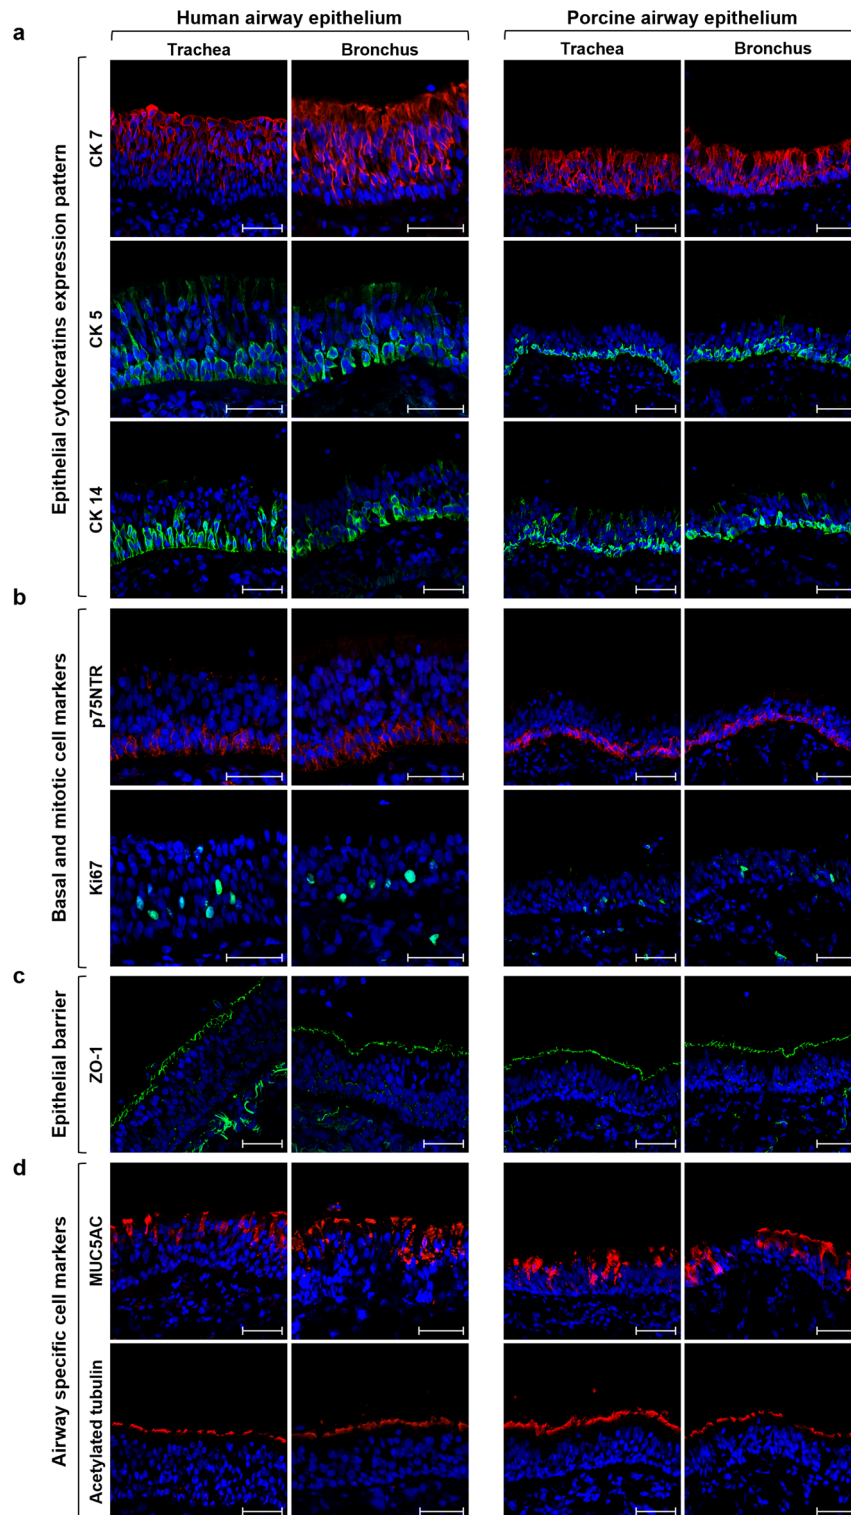 Human airway epithelium
Porcine airway epithelium
a
Trachea
Bronchus
Trachea
Bronchus
Epithelial cytokeratins expression pattern
CK 7
CK 5
CK 14
b
Basal and mitotic cell markers
p75NTR
Ki67
c
Epithelial barrier
ZO-1
d
Airway specific cell markers
MUC5AC
Acetylated tubulin